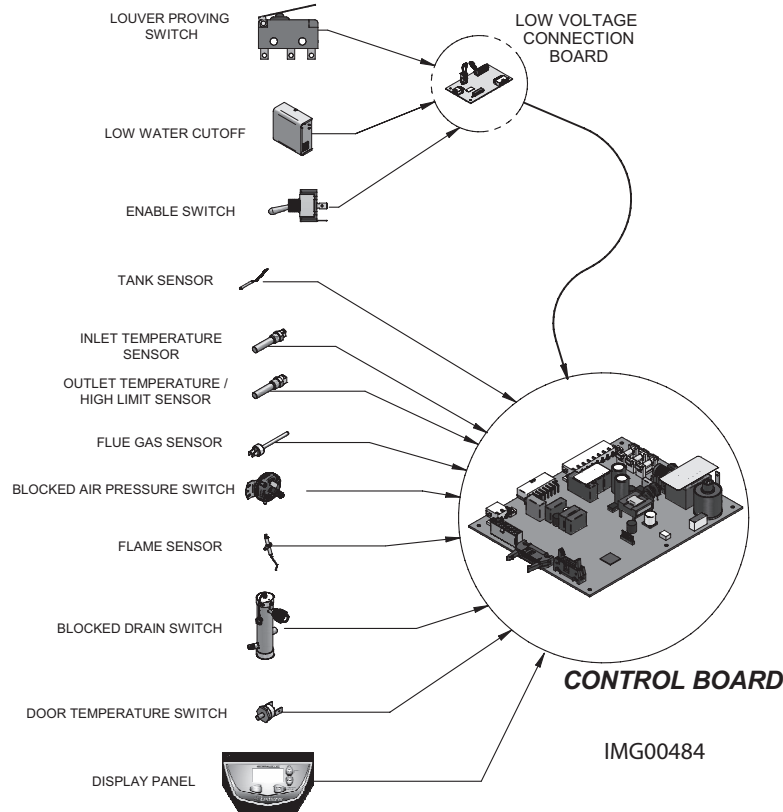 LOUVER PROVING
SWITCH
LOW VOLTAGE
CONNECTION
BOARD
LOW WATER CUTOFF
ENABLE SWITCH
TANK SENSOR
INLET TEMPERATURE
SENSOR
OUTLET TEMPERATURE /
HIGH LIMIT SENSOR
FLUE GAS SENSOR
BLOCKED AIR PRESSURE SWITCH
FLAME SENSOR
BLOCKED DRAIN SWITCH
CONTROL BOARD
DOOR TEMPERATURE SWITCH
IMG00484
DISPLAY PANEL